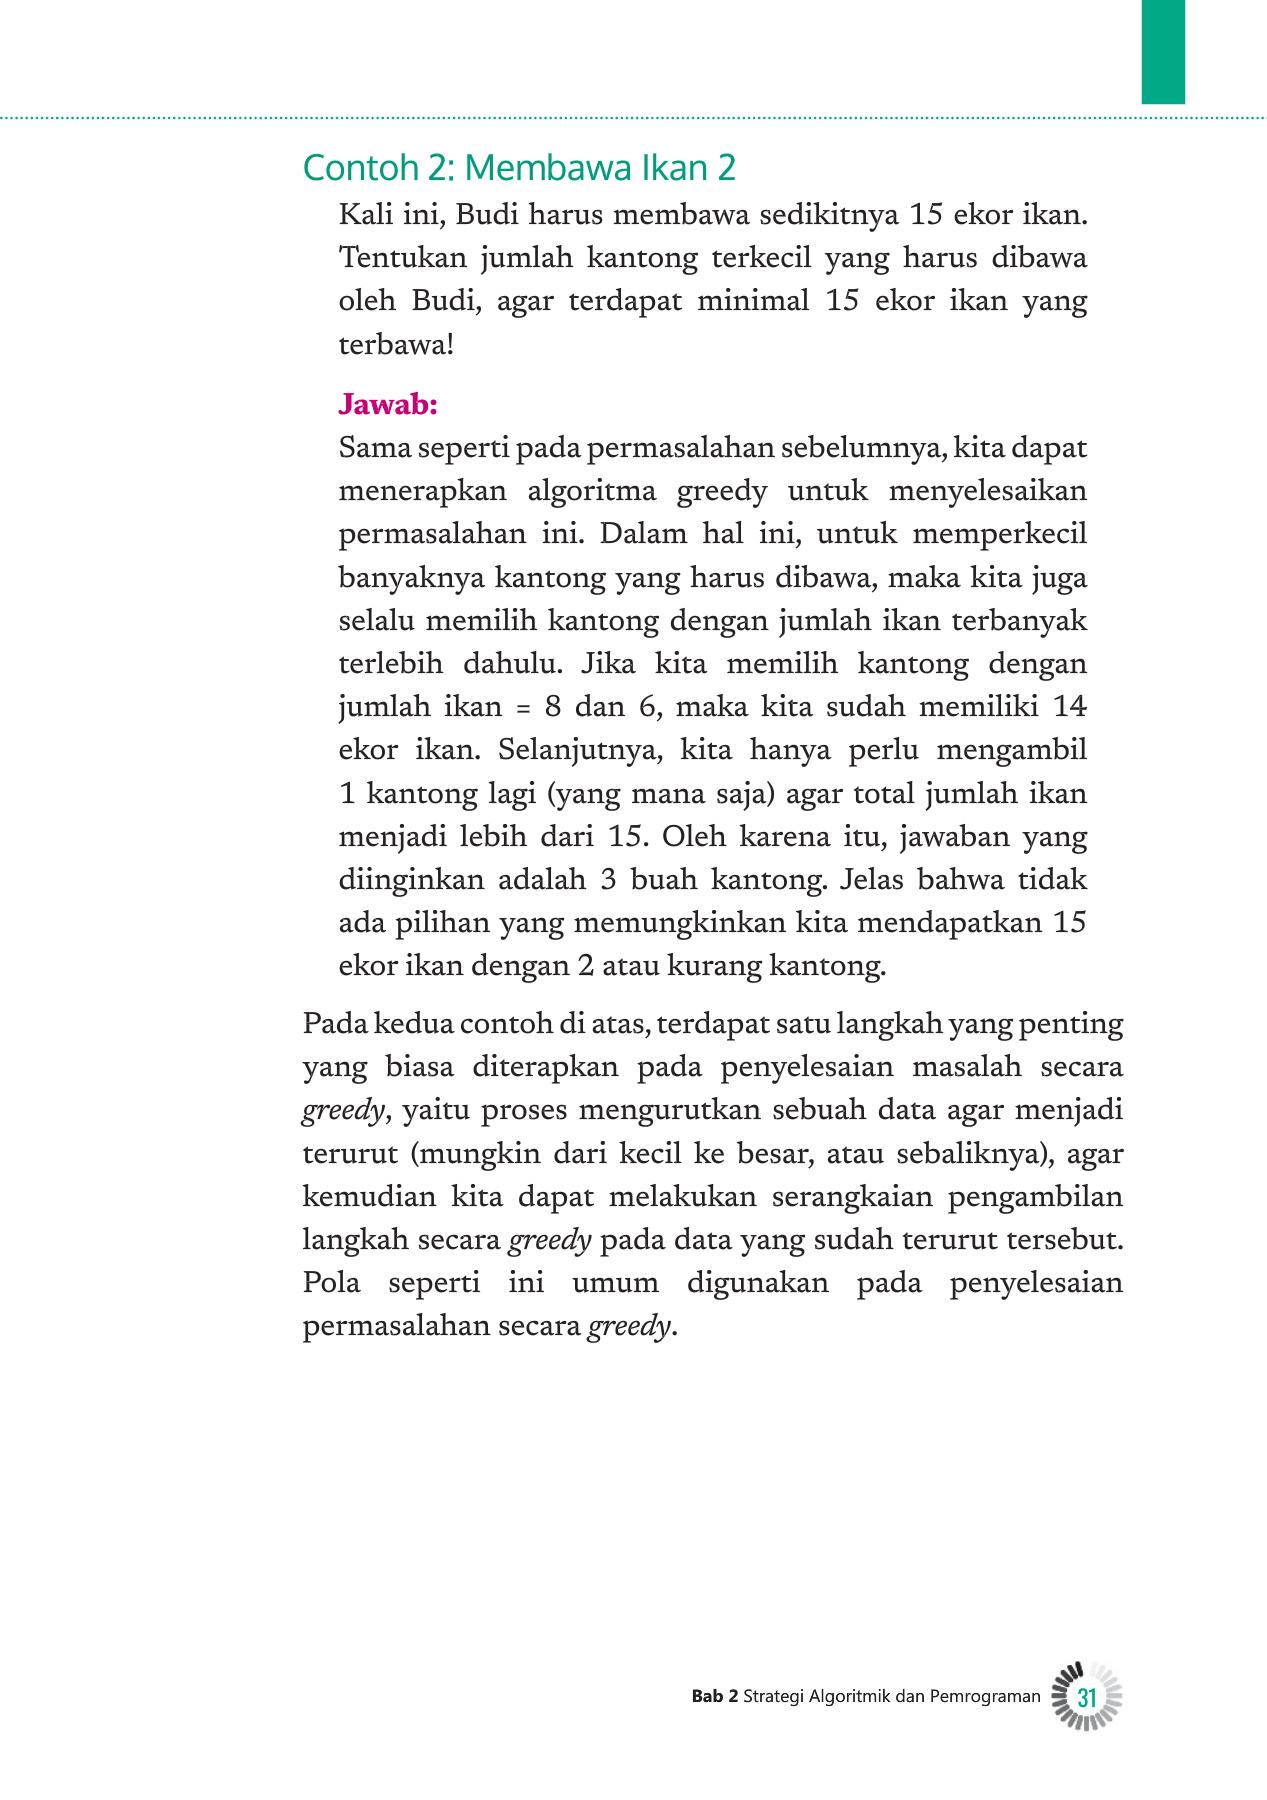 Contoh 2: Membawa Ikan 2
Kali ini, Budi harus membawa sedikitnya 15 ekor ikan.
Tentukan jumlah kantong terkecil yang harus dibawa
oleh Budi, agar terdapat minimal 15 ekor ikan yang
terbawa!
Jawab:
Sama seperti pada permasalahan sebelumnya, kita dapat
menerapkan algoritma greedy untuk menyelesaikan
permasalahan ini. Dalam hal ini, untuk memperkecil
banyaknya kantong yang harus dibawa, maka kita juga
selalu memilih kantong dengan jumlah ikan terbanyak
terlebih dahulu. Jika kita memilih kantong dengan
jumlah ikan = 8 dan 6, maka kita sudah memiliki 14
ekor ikan. Selanjutnya, kita hanya perlu mengambil
1 kantong lagi (yang mana saja) agar total jumlah ikan
menjadi lebih dari 15. Oleh karena itu, jawaban yang
diinginkan adalah 3 buah kantong. Jelas bahwa tidak
ada pilihan yang memungkinkan kita mendapatkan 15
ekor ikan dengan 2 atau kurang kantong.
Pada kedua contoh di atas, terdapat satu langkah yang penting
yang biasa diterapkan pada penyelesaian masalah secara
greedy, yaitu proses mengurutkan sebuah data agar menjadi
terurut (mungkin dari kecil ke besar, atau sebaliknya), agar
kemudian kita dapat melakukan serangkaian pengambilan
langkah secara greedy pada data yang sudah terurut tersebut.
Pola seperti ini umum digunakan pada penyelesaian
permasalahan secara greedy.
Bab 2 Strategi Algoritmik dan Pemrograman 31